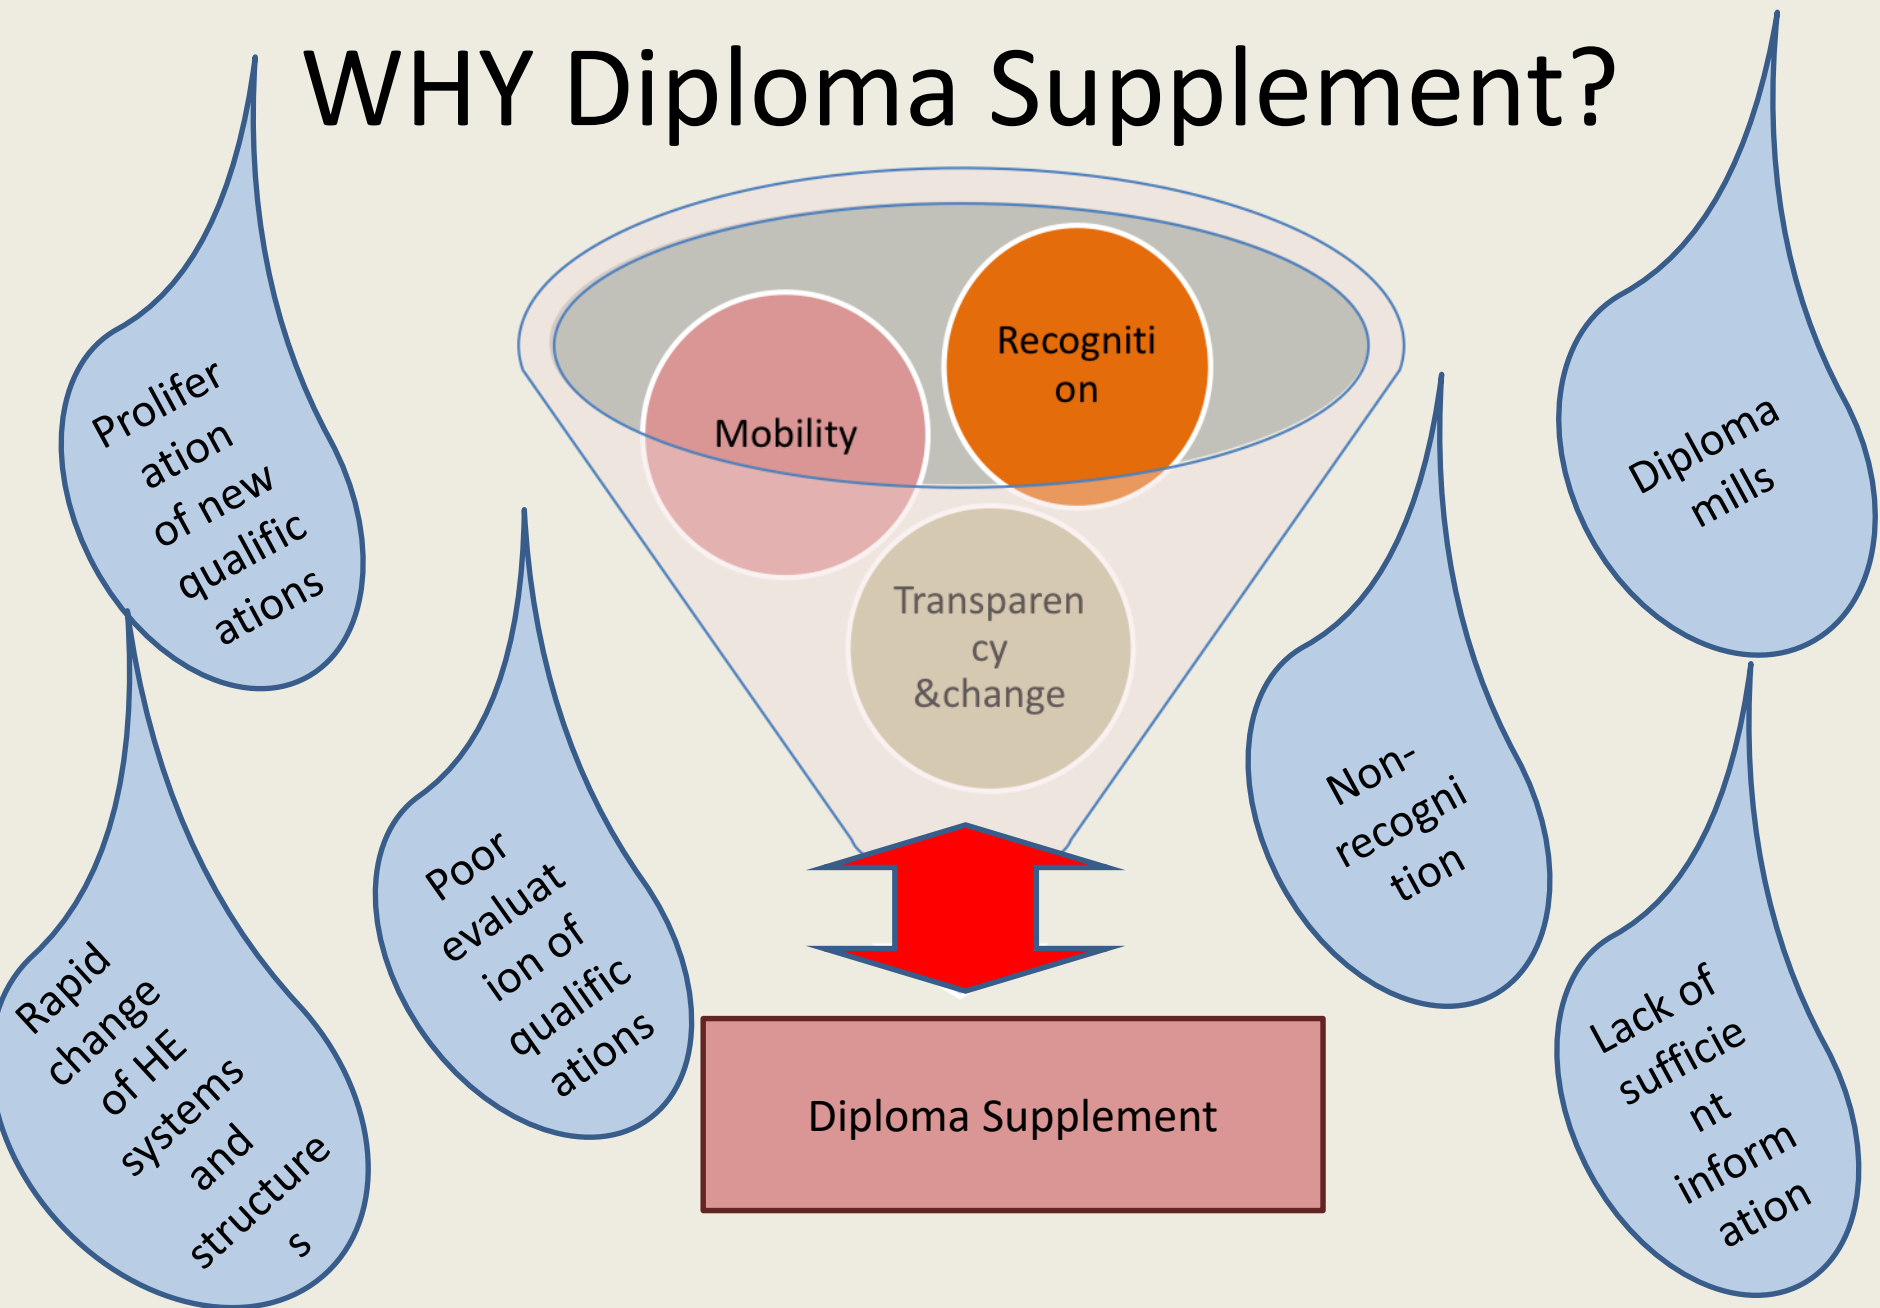 WHY Diploma Supplement?
Prolifer
ation
of new
qualific
ations
Mobility
Recogniti
on
Transparen
cy
&change
Diploma
mills
Rapid
change
of HE
systems
and
structure
s
Poor
evaluat
ion of
qualific
ations
Non-
recogni
tion
Lack of
sufficie
nt
inform
ation
Diploma Supplement